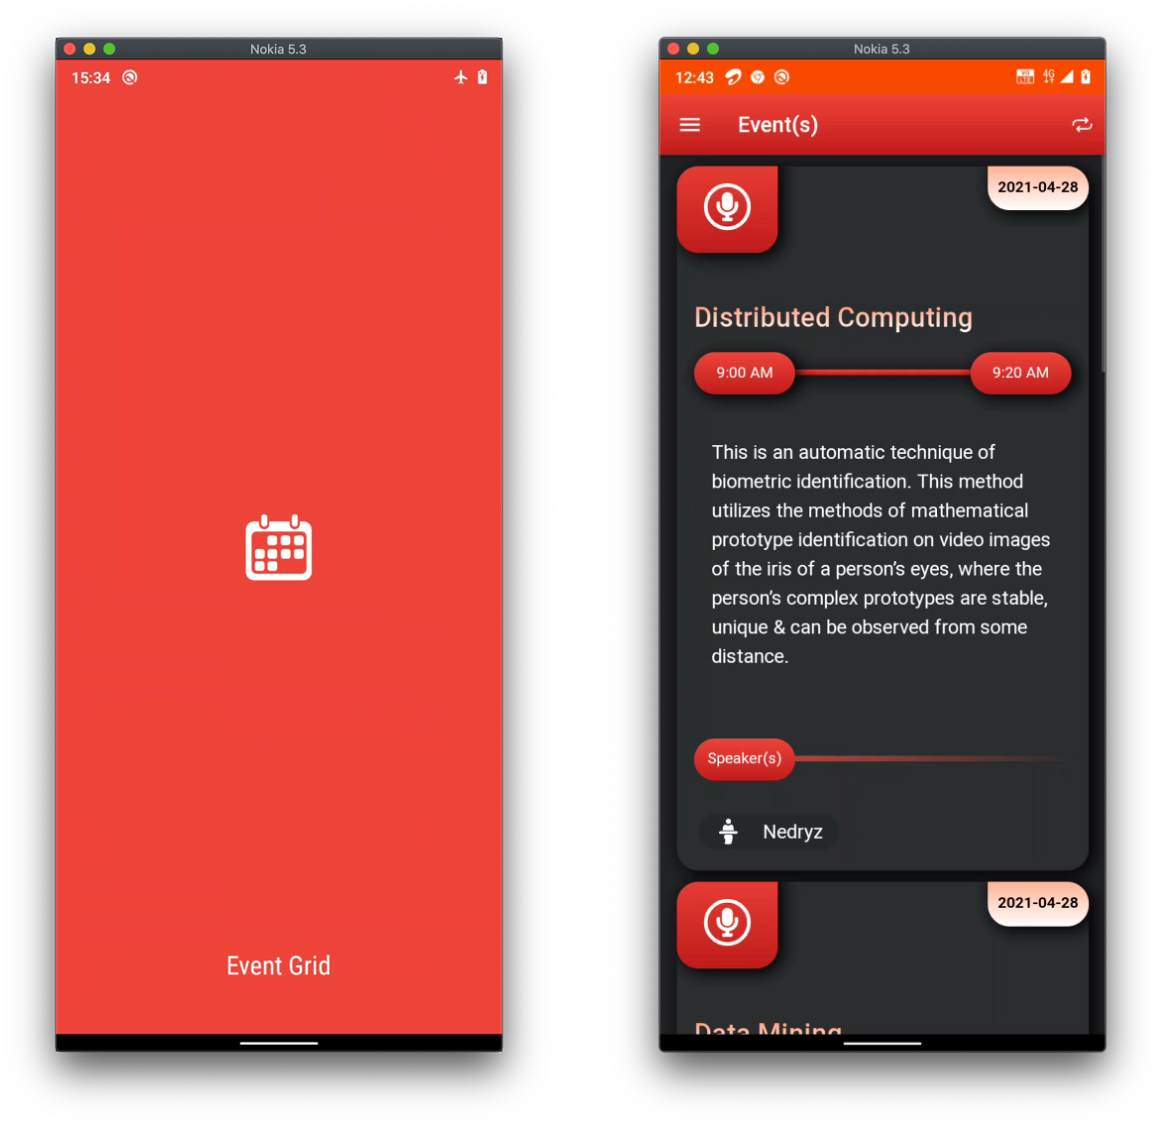 Nokia 5.3
15:34
Event Grid
Nokia 5.3
12:43
VO
LTE
4G
Event(s)
2021-04-28
Distributed Computing
9:00 AM
9:20 AM
This is an automatic technique of
biometric identification. This method
utilizes the methods of mathematical
prototype identification on video images
of the iris of a person's eyes, where the
person's complex prototypes are stable,
unique & can be observed from some
distance.
Speaker(s)
Nedryz
2021-04-28
Data Mining